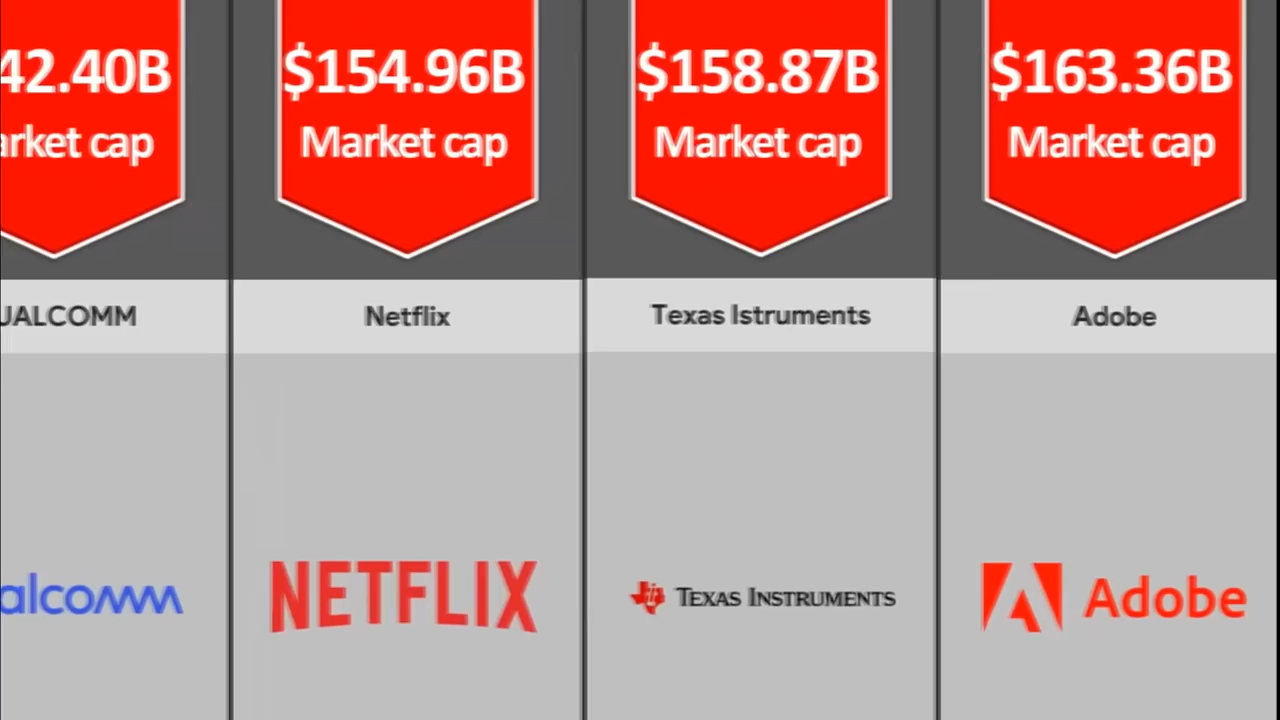 42.40B
arket cap
UALCOMM
alcomm
$154.96B
Market cap
Netflix
NETFLIX
$158.87B
Market cap
Texas Istruments
TEXAS INSTRUMENTS
$163.36B
Market cap
Adobe
Adobe